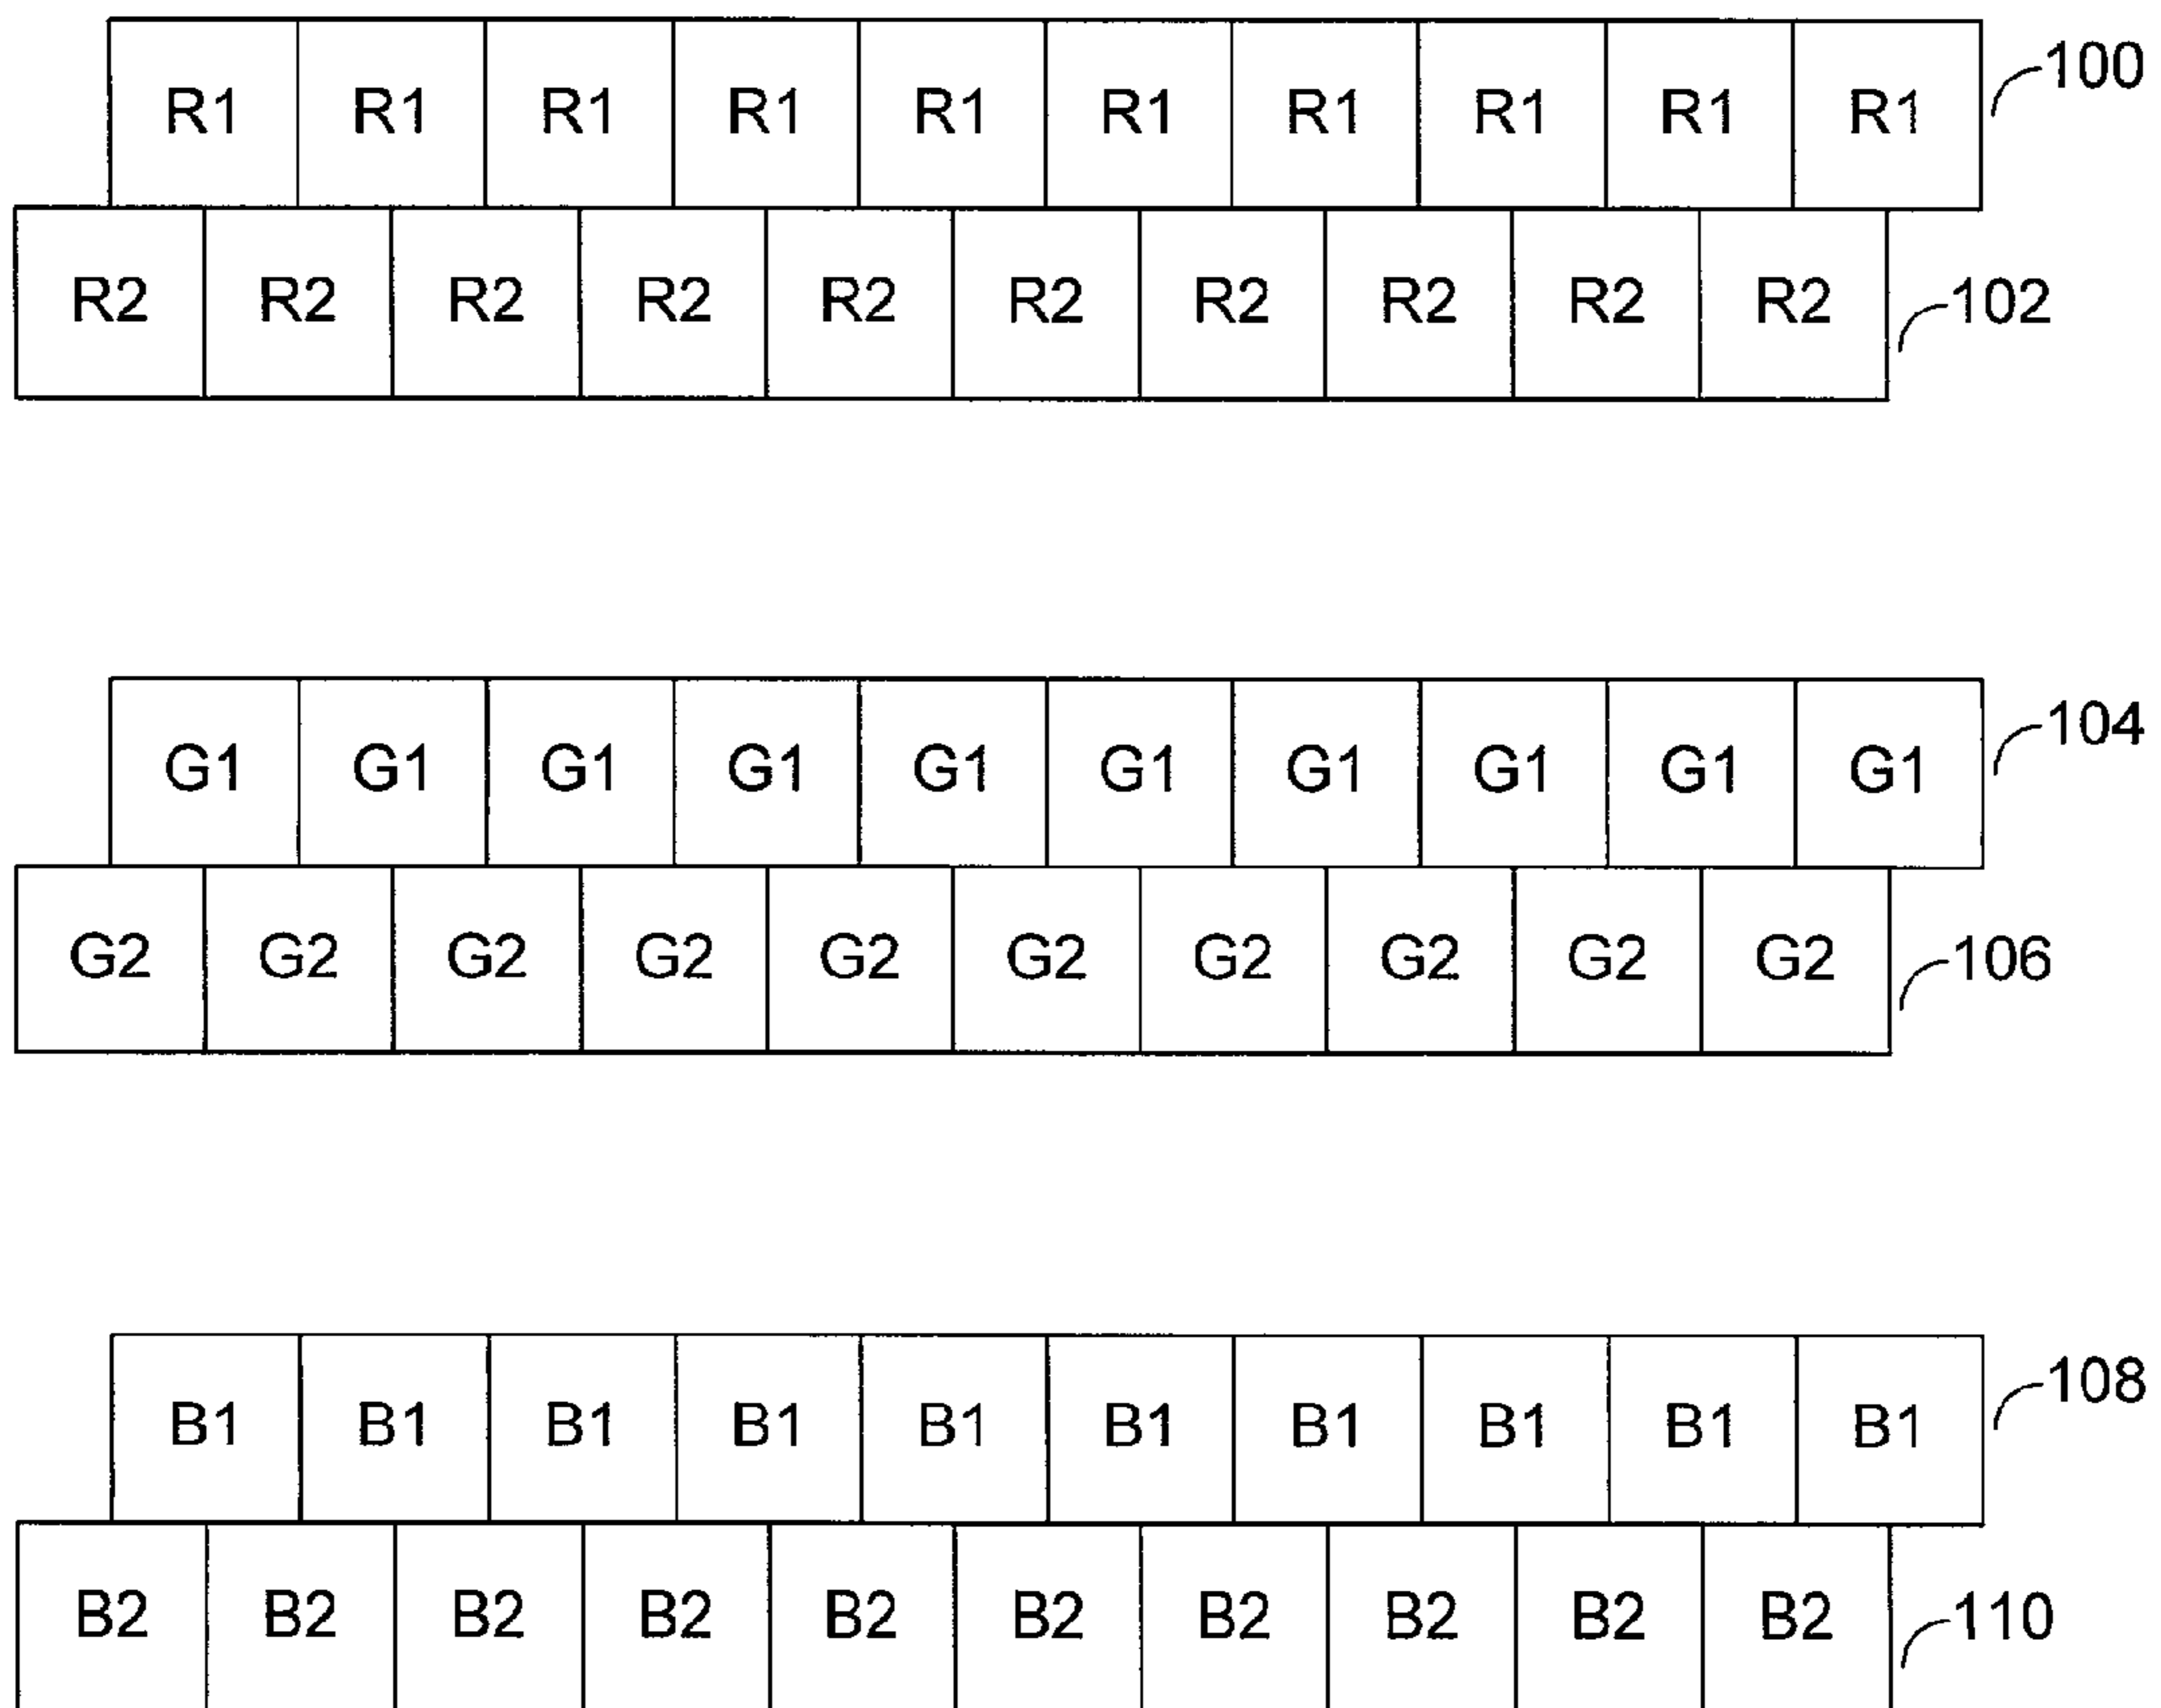 R1 R1 R1 R1 R1 R1 R1 R1 R1 R1 100
R2 R2 R2 R2 R2 R2 R2 R2 R2 R2 102
G1 G1 G1 G1 G1 G1 G1 G1 G1 G1 104
G2 G2 G2 G2 G2 G2 G2 G2 G2 G2 106
B1 B1 B1 B1 B1 B1 B1 B1 B1 B1 108
B2 B2 B2 B2 B2 B2 B2 B2 B2 B2 110